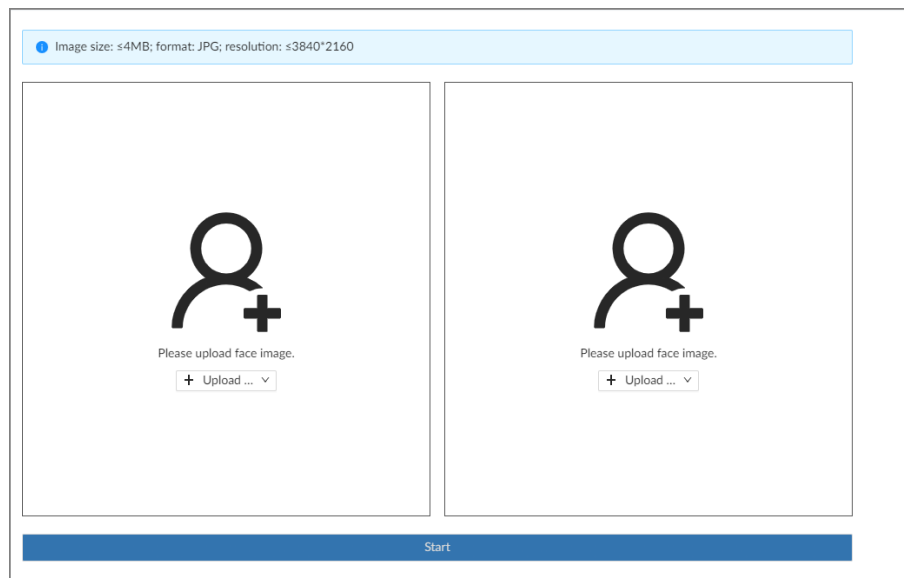 Image size: ≤4MB; format: JPG; resolution: ≤3840*2160
Please upload face image.
Upload ...
Please upload face image.
Upload ...
Start